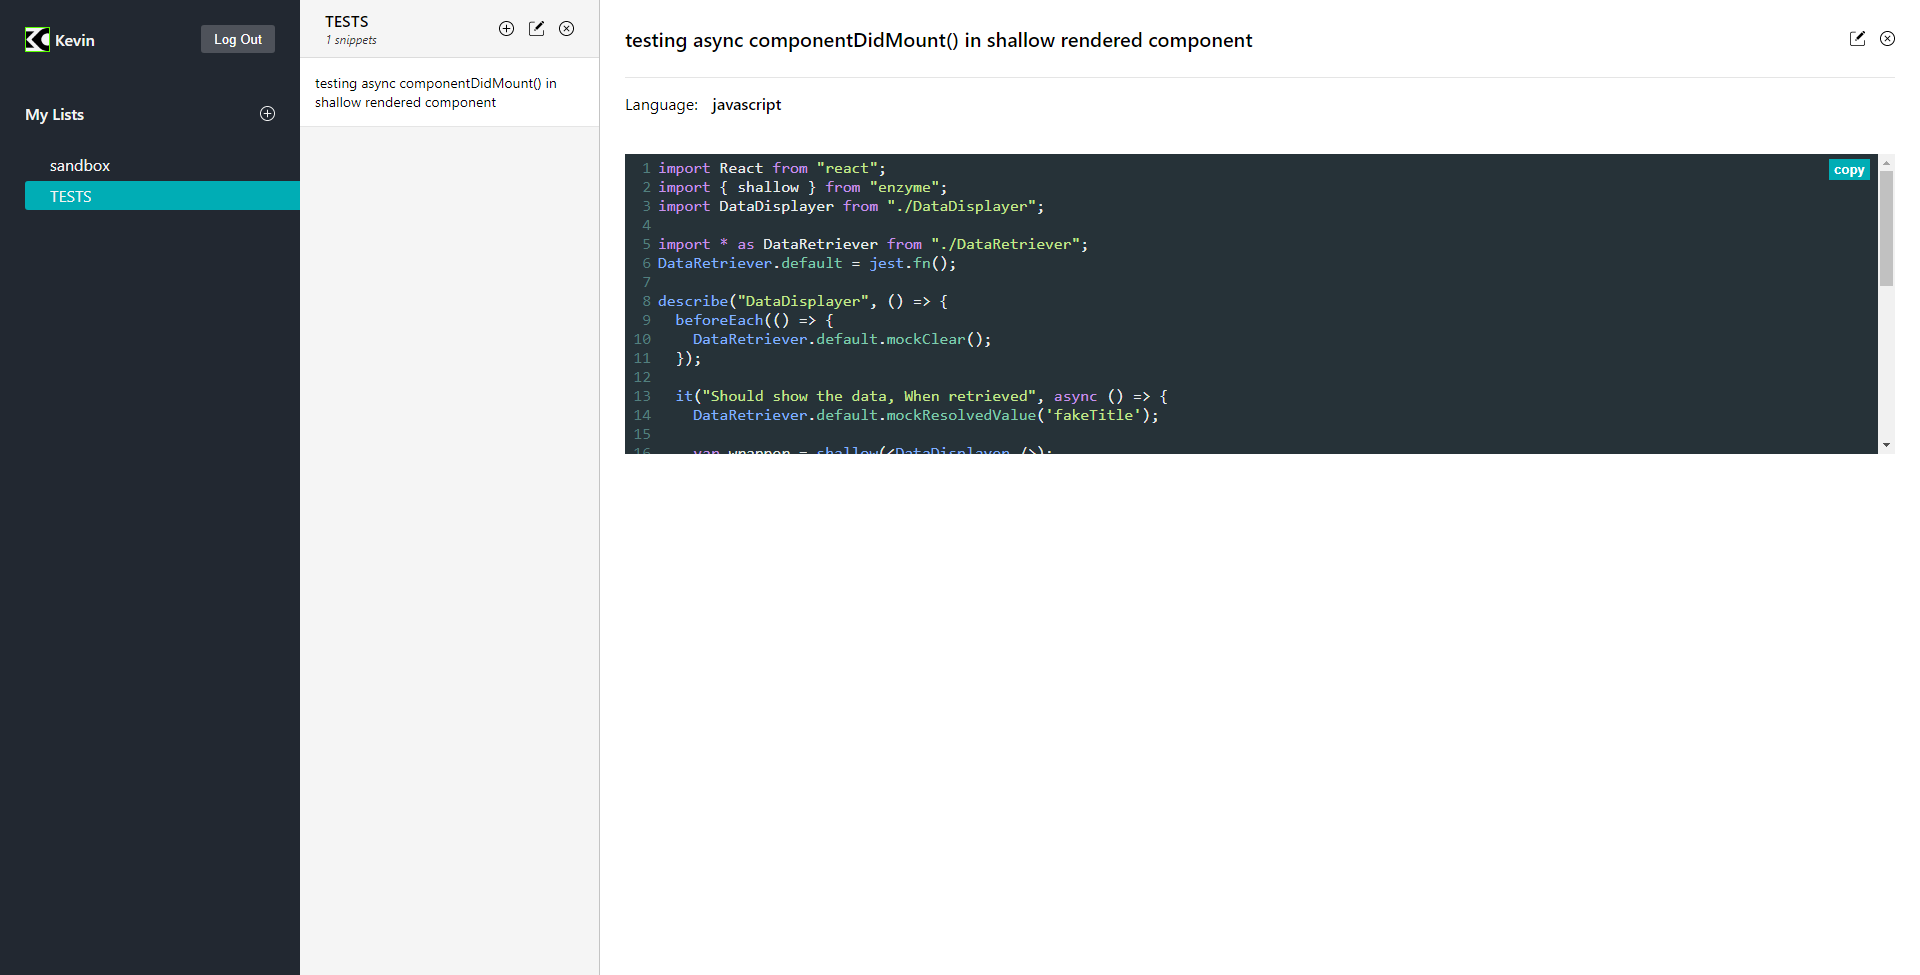 Kevin
Log Out
My Lists
sandbox
TESTS
TESTS
1 snippets
testing async componentDidMount() in
shallow rendered component
testing async componentDidMount() in shallow rendered component
Language: javascript
copy
1 import React from "react";
2 import { shallow } from "enzyme";
3 import DataDisplayer from "./DataDisplayer";
4
5 import * as DataRetriever from "./DataRetriever";
6 DataRetriever.default = jest.fn();
7
8 describe("DataDisplayer", () => {
9   beforeEach(() => {
10     DataRetriever.default.mockClear();
11   });
12
13   it("Should show the data, When retrieved", async () => {
14     DataRetriever.default.mockResolvedValue('fakeTitle');
15
16     var wrapper = shallow(<DataDisplayer />);